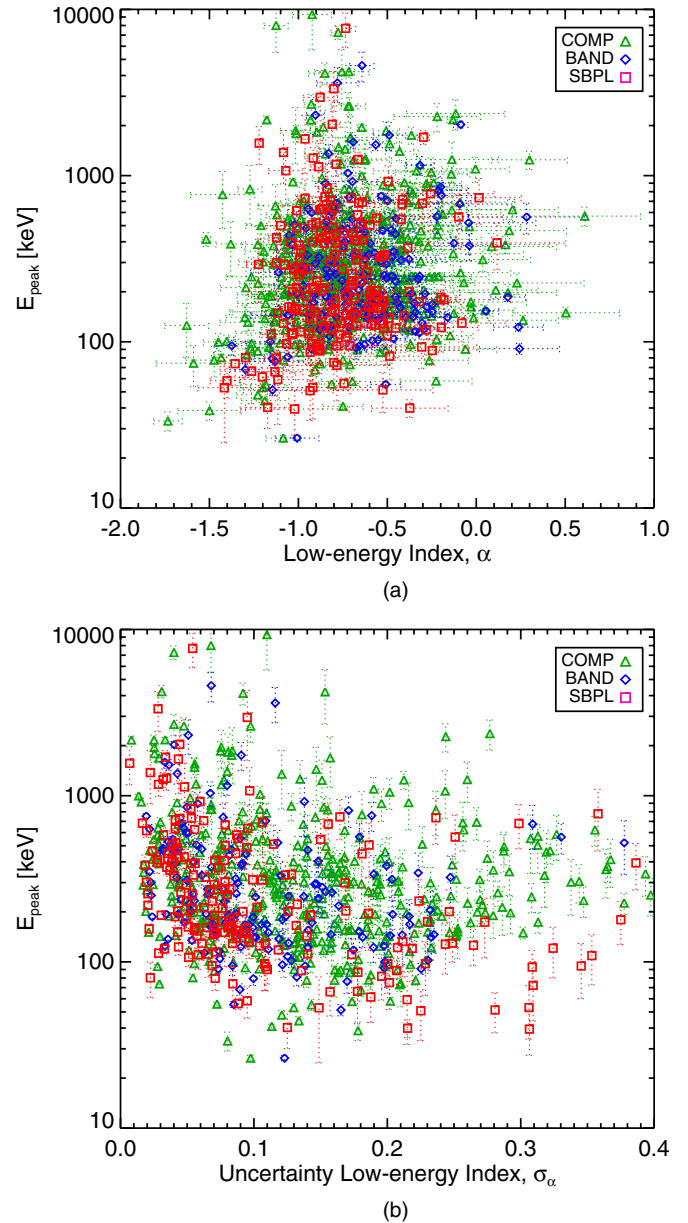 10000
1000
100
10
E_peak [keV]
COMP
BAND
SBPL
-2.0 -1.5 -1.0 -0.5 0.0 0.5 1.0
Low-energy Index, α
(a)
10000
1000
100
10
E_peak [keV]
COMP
BAND
SBPL
0.0 0.1 0.2 0.3 0.4
Uncertainty Low-energy Index, σ_α
(b)